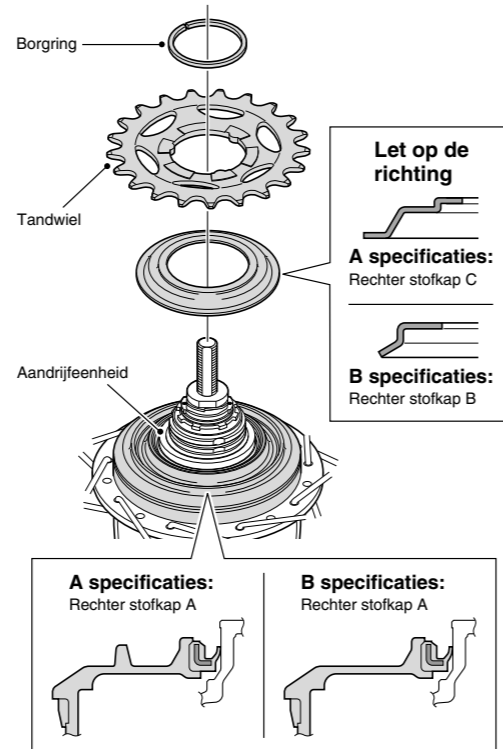 Borgring
Tandwiel
Let op de
richting
A specificaties:
Rechter stofkap C
B specificaties:
Rechter stofkap B
Aandrijfeenheid
A specificaties:
Rechter stofkap A
B specificaties:
Rechter stofkap A